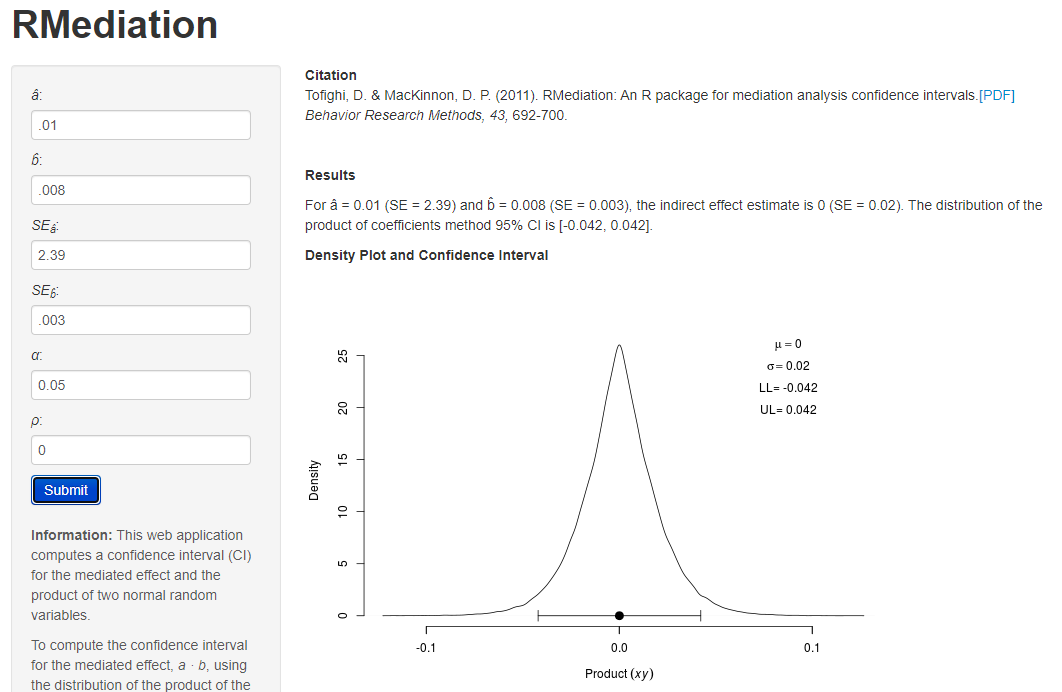 RMediation
â:
.01
b̂:
.008
SEâ:
2.39
SEb̂:
.003
α:
0.05
ρ:
0
Submit
Information: This web application
computes a confidence interval (CI)
for the mediated effect and the
product of two normal random
variables.
To compute the confidence interval
for the mediated effect, a · b, using
the distribution of the product of the
Citation
Tofighi, D. & MacKinnon, D. P. (2011). RMediation: An R package for mediation analysis confidence intervals.[PDF]
Behavior Research Methods, 43, 692-700.
Results
For â = 0.01 (SE = 2.39) and b̂ = 0.008 (SE = 0.003), the indirect effect estimate is 0 (SE = 0.02). The distribution of the
product of coefficients method 95% CI is [-0.042, 0.042].
Density Plot and Confidence Interval
μ = 0
σ= 0.02
LL= -0.042
UL= 0.042
Density
25
20
15
10
5
0
-0.1
0.0
0.1
Product (xy)